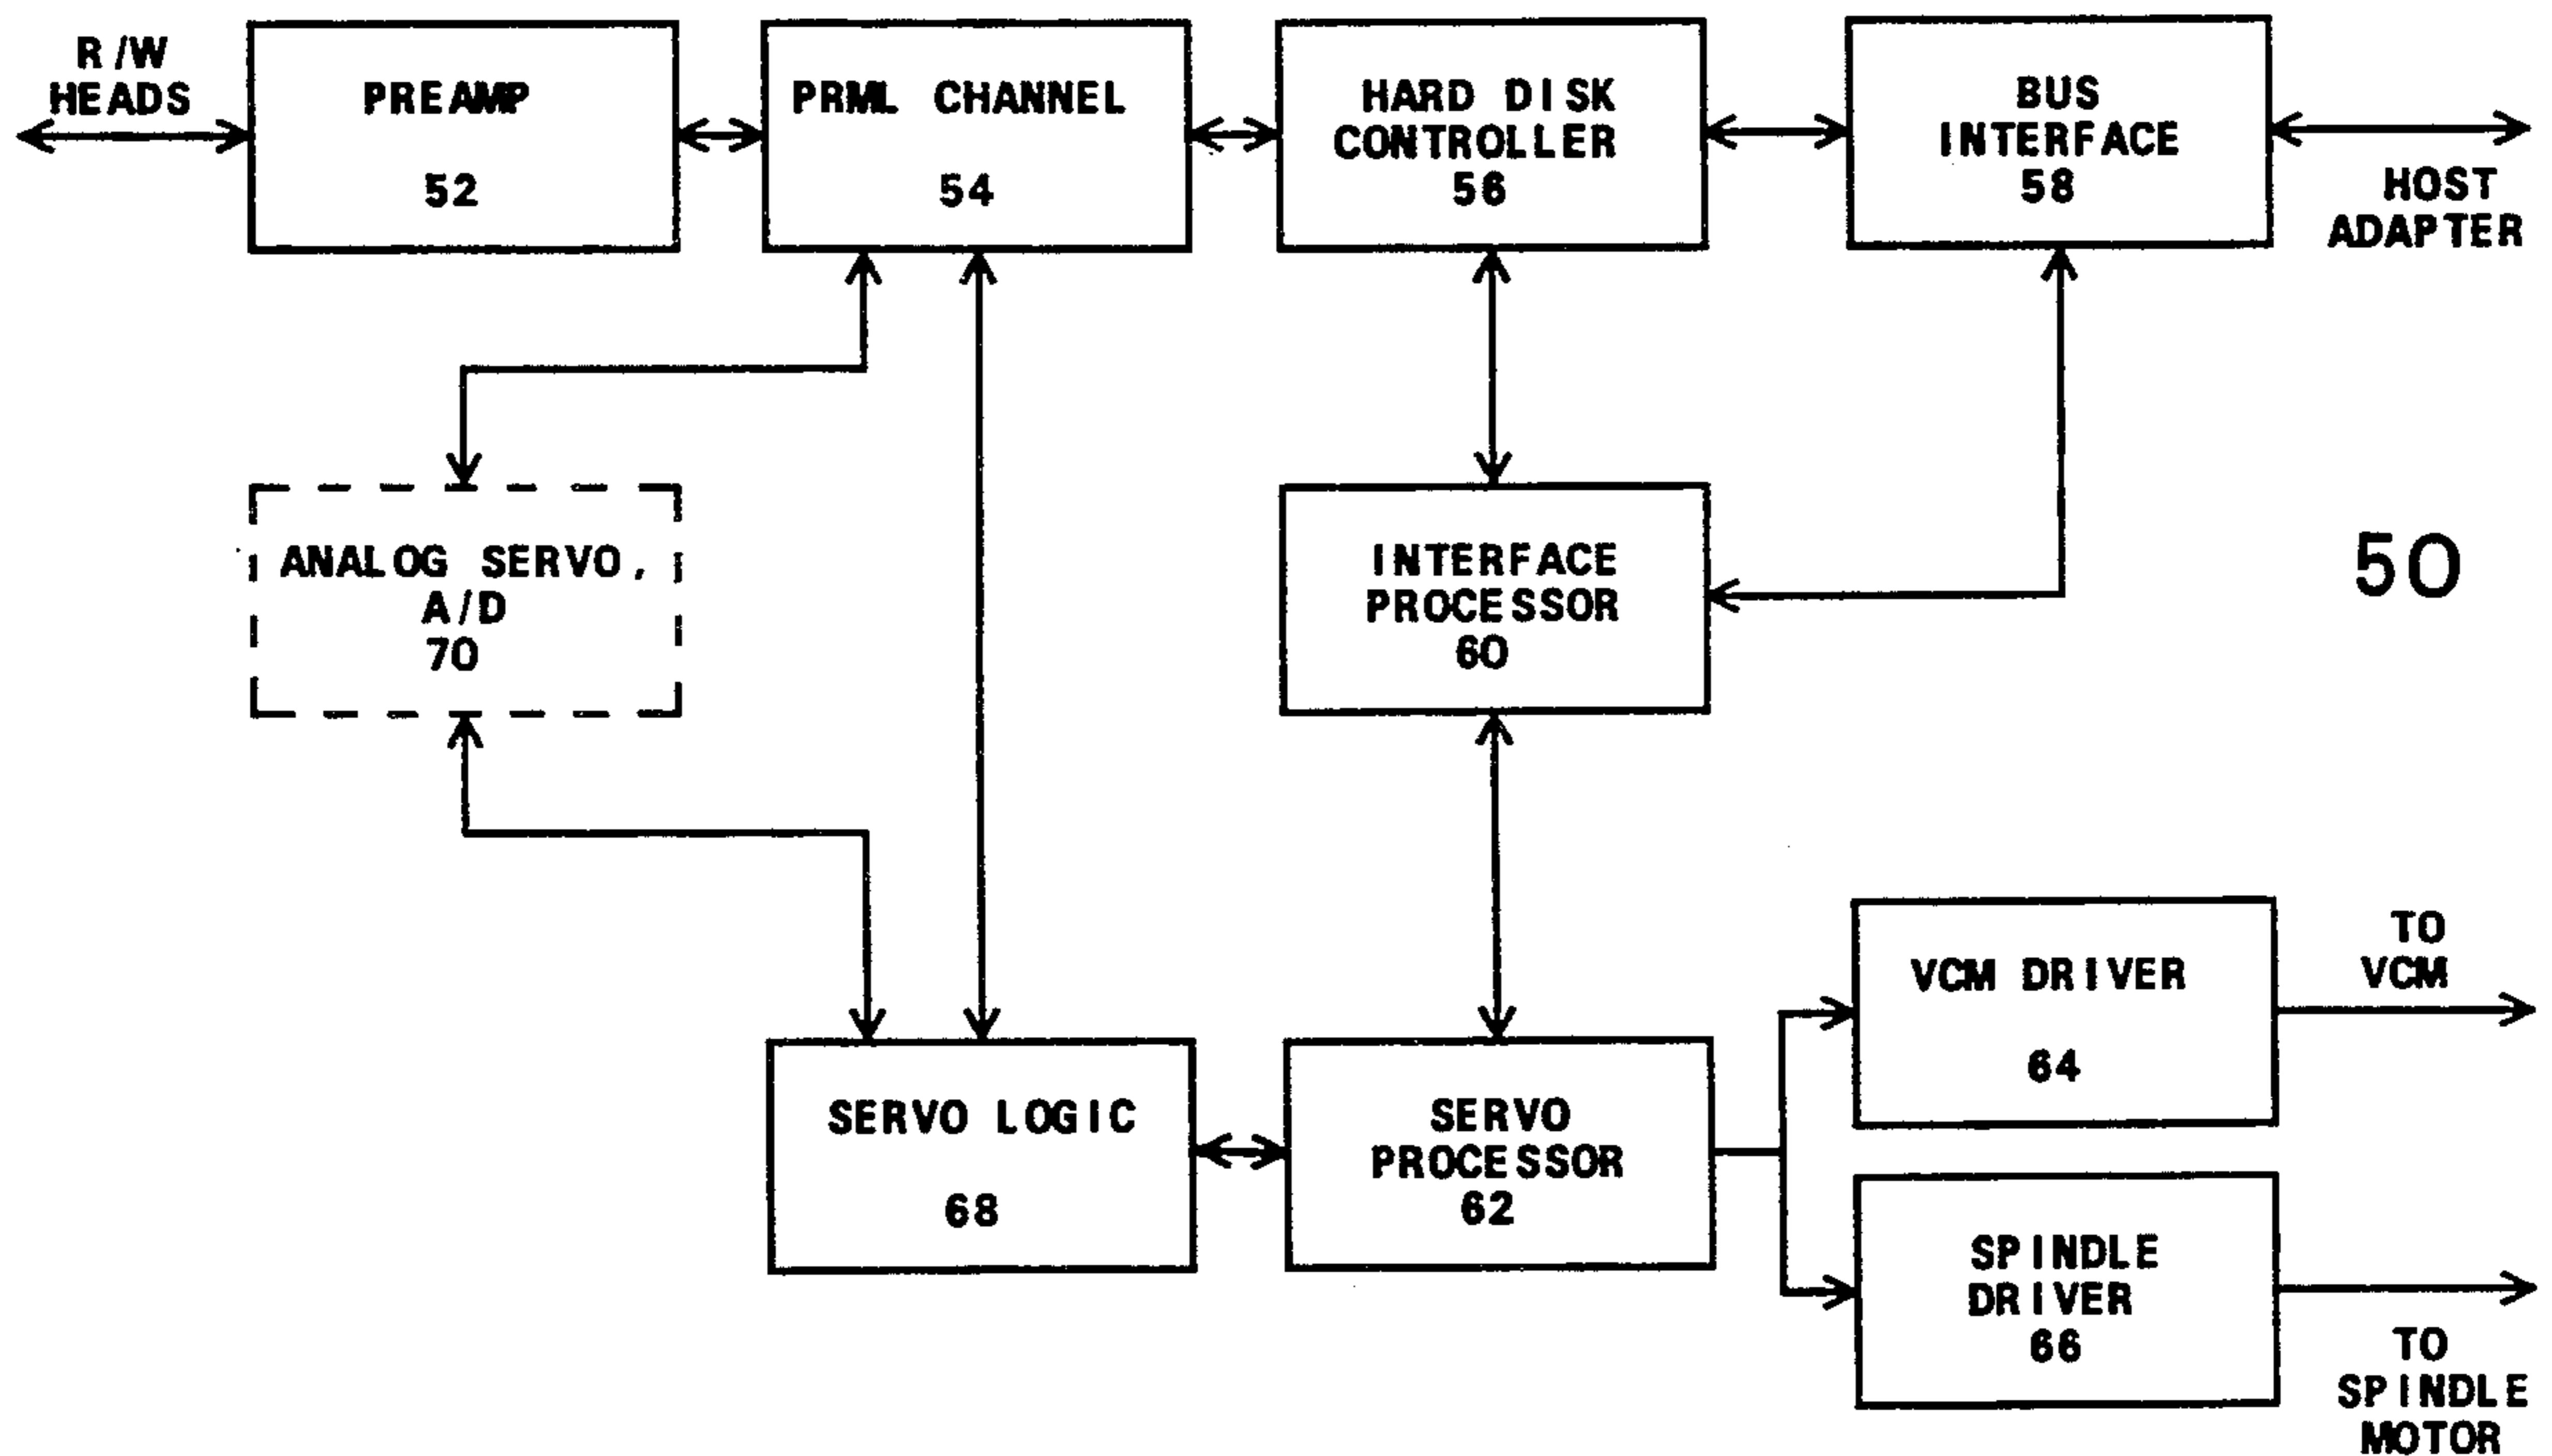 R/W
HEADS
PREAMP
52
PRML CHANNEL
54
HARD DISK
CONTROLLER
56
BUS
INTERFACE
58
HOST
ADAPTER
ANALOG SERVO,
A/D
70
INTERFACE
PROCESSOR
60
50
SERVO LOGIC
68
SERVO
PROCESSOR
62
VCM DRIVER
64
TO
VCM
SPINDLE
DRIVER
66
TO
SPINDLE
MOTOR